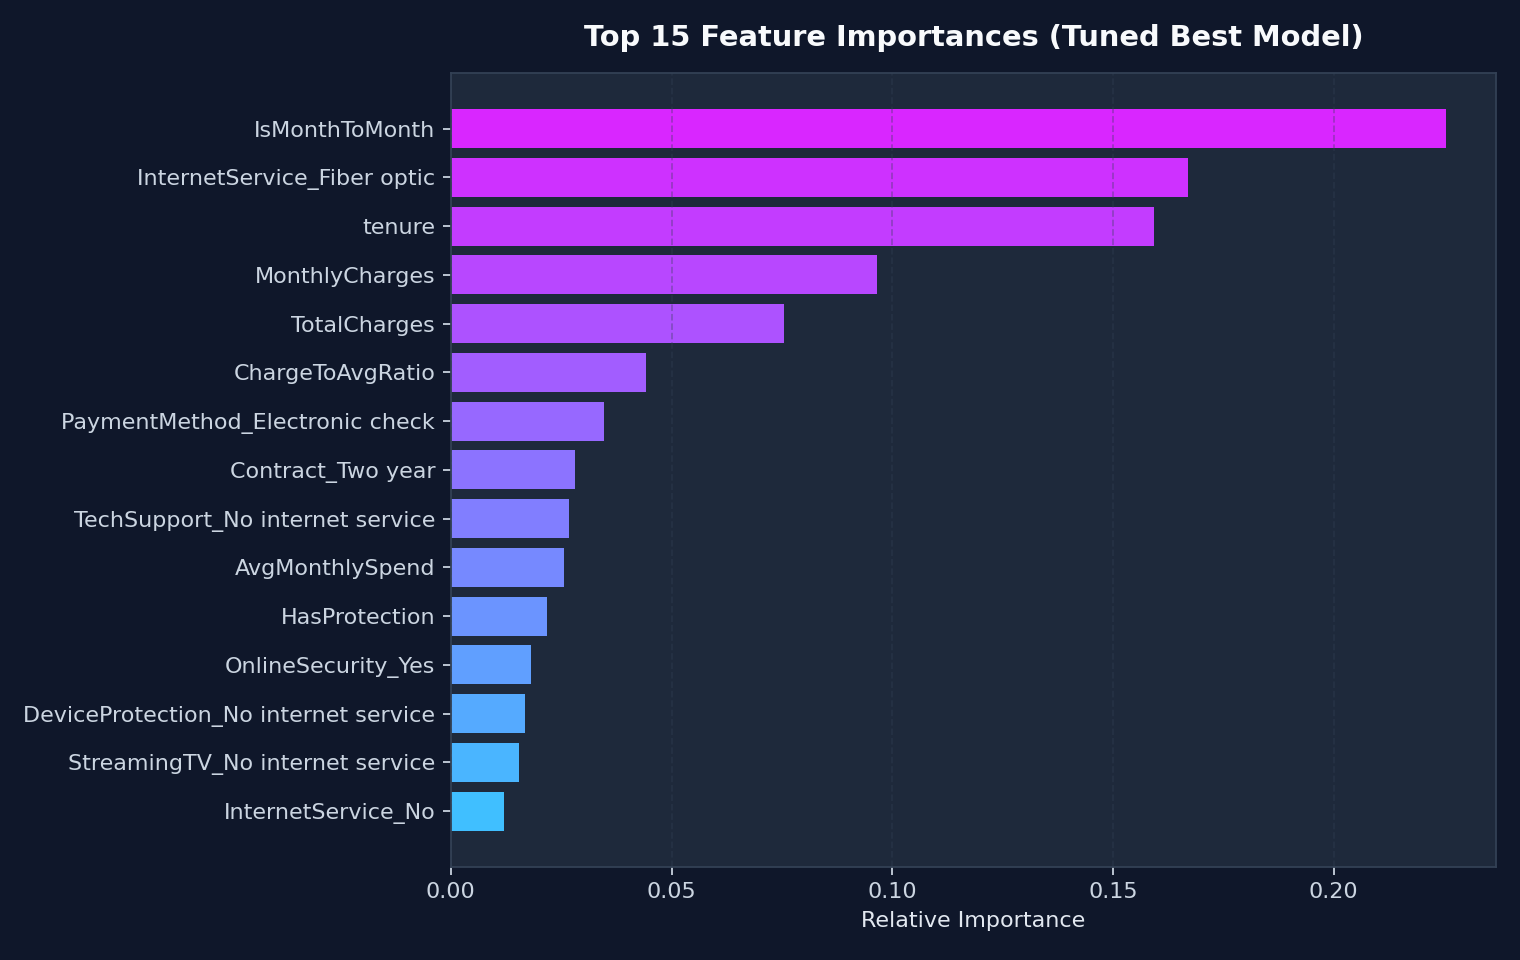 Top 15 Feature Importances (Tuned Best Model)
IsMonthToMonth
InternetService_Fiber optic
tenure
MonthlyCharges
TotalCharges
ChargeToAvgRatio
PaymentMethod_Electronic check
Contract_Two year
TechSupport_No internet service
AvgMonthlySpend
HasProtection
OnlineSecurity_Yes
DeviceProtection_No internet service
StreamingTV_No internet service
InternetService_No
0.00 0.05 0.10 0.15 0.20
Relative Importance